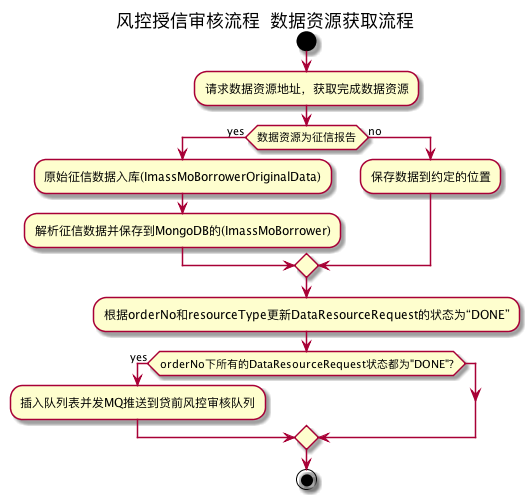 风控授信审核流程  数据资源获取流程
请求数据资源地址，获取完成数据资源
yes
数据资源为征信报告
no
原始征信数据入库(ImassMoBorrowerOriginalData)
保存数据到约定的位置
解析征信数据并保存到MongoDB的(ImassMoBorrower)
根据orderNo和resourceType更新DataResourceRequest的状态为“DONE”
yes
orderNo下所有的DataResourceRequest状态都为"DONE"?
插入队列表并发MQ推送到贷前风控审核队列